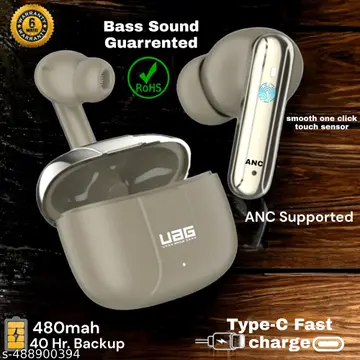 6
Bass Sound
Guarrented
RoHS
smooth one click
touch sensor
ANC
ANC Supported
UAG
480mah
40 Hr. Backup
Type-C Fast
charge
s-488900394